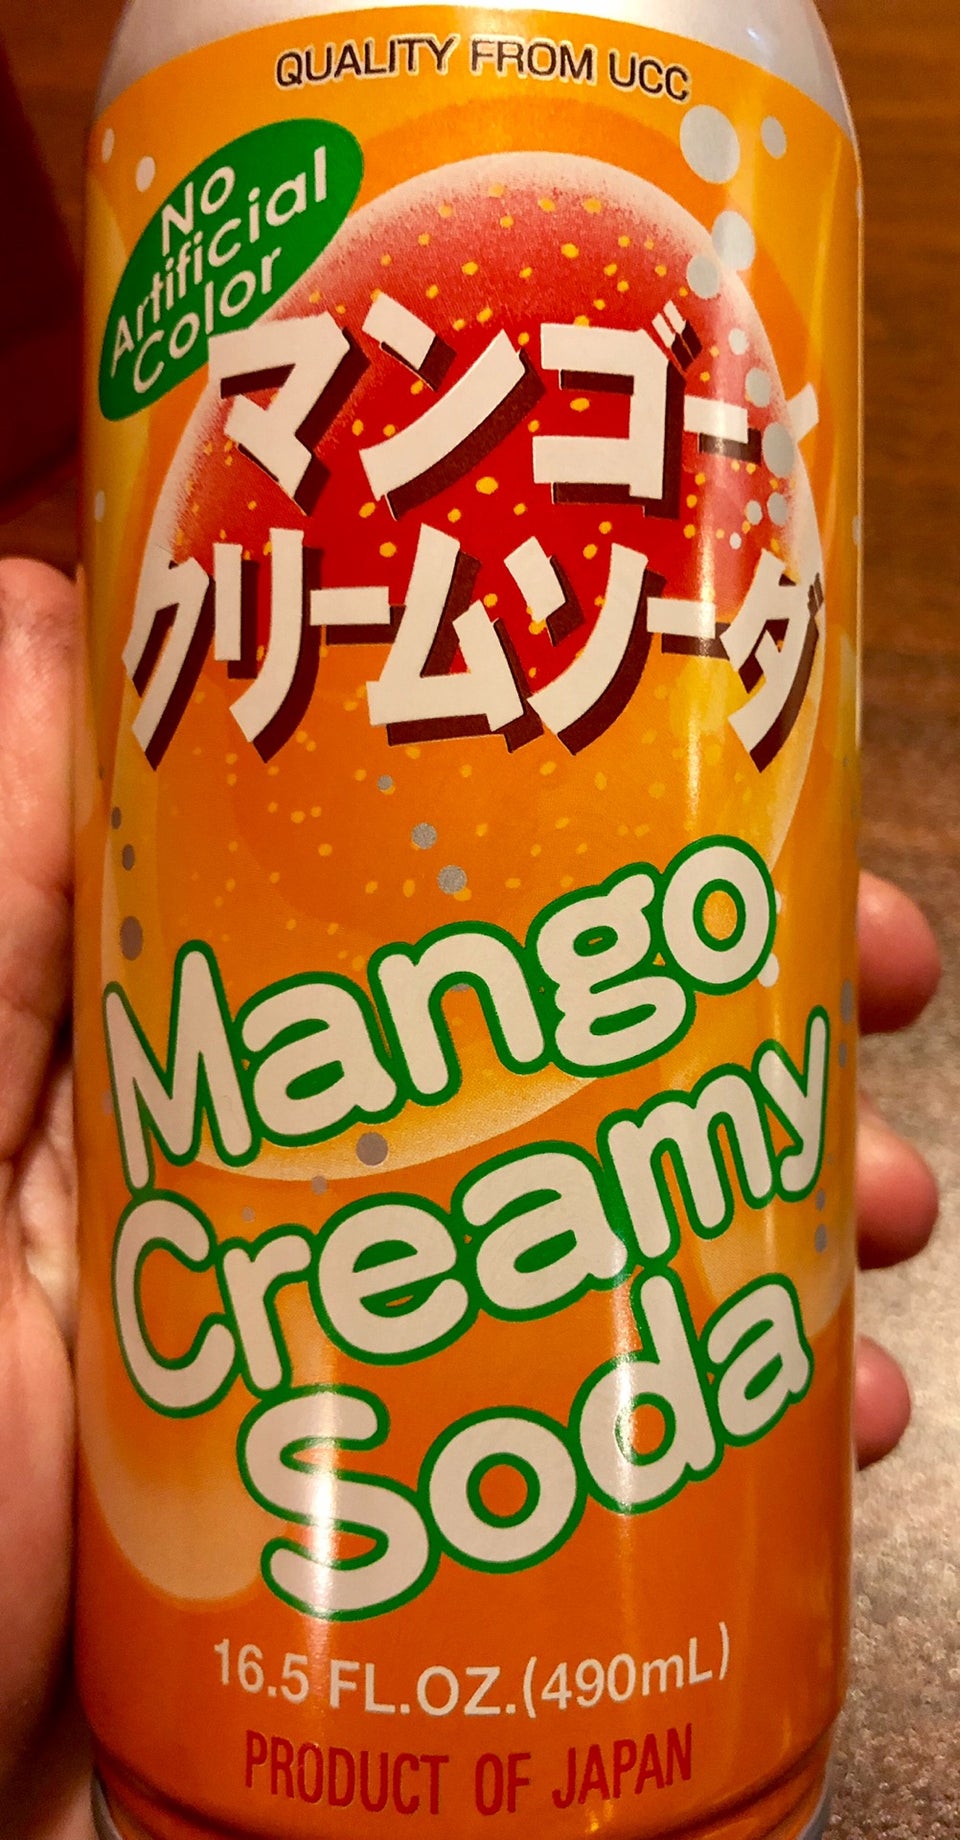 QUALITY FROM UCC
No
Artificial
Color
マンゴー
クリームソーダ
Mango
Creamy
Soda
16.5 FL.OZ.(490mL)
PRODUCT OF JAPAN